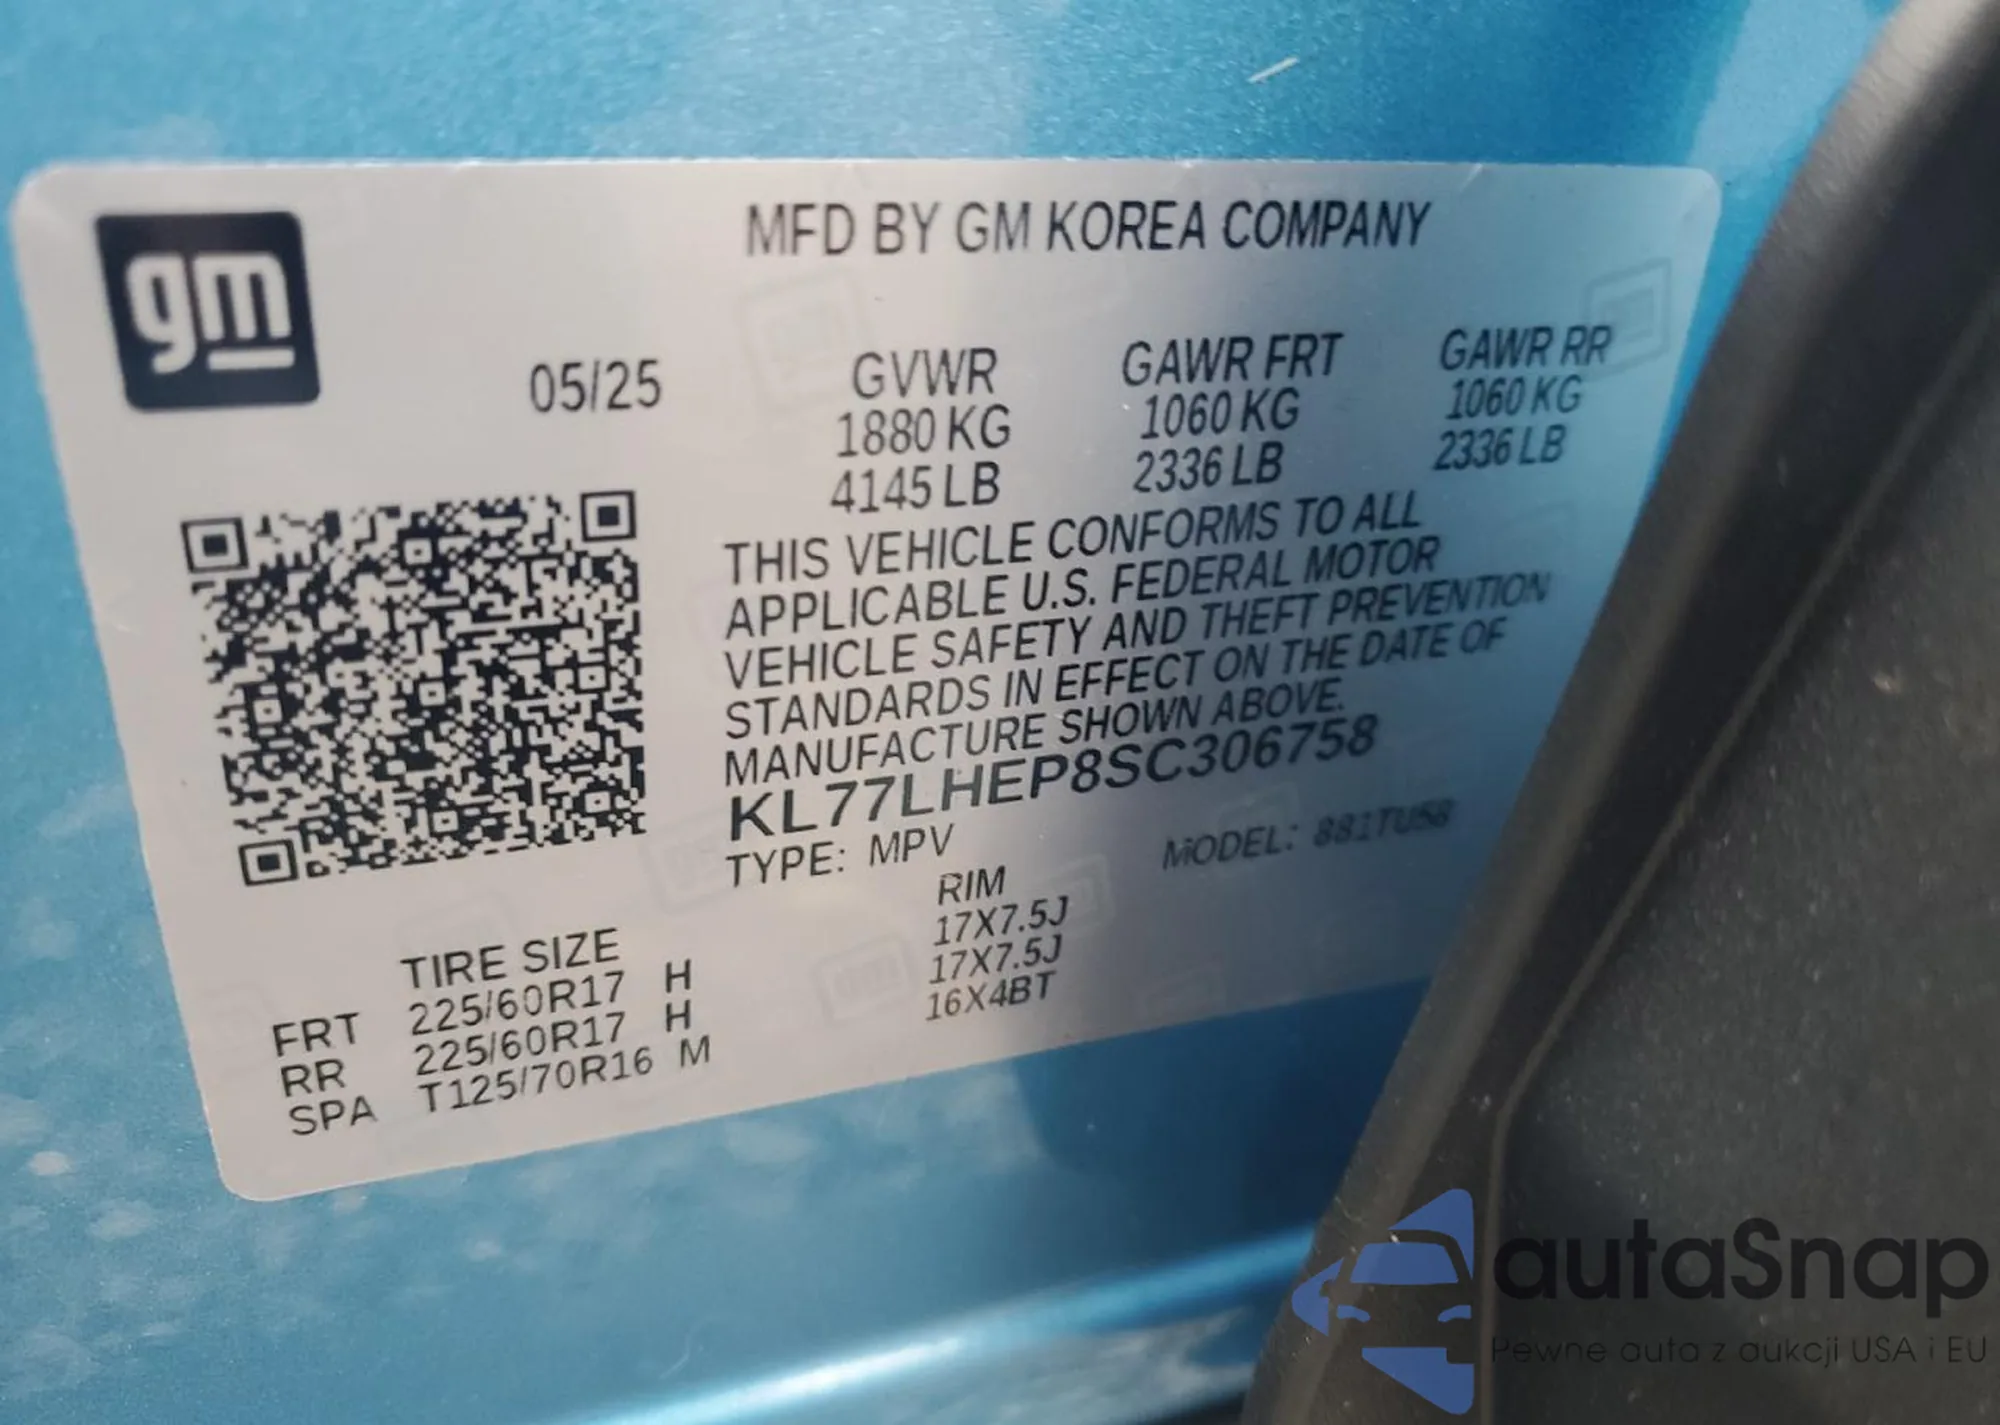 gm
MFD BY GM KOREA COMPANY
05/25
GVWR GAWR FRT GAWR RR
1880 KG 1060 KG 1060 KG
4145 LB 2336 LB 2336 LB
THIS VEHICLE CONFORMS TO ALL
APPLICABLE U.S. FEDERAL MOTOR
VEHICLE SAFETY AND THEFT PREVENTION
STANDARDS IN EFFECT ON THE DATE OF
MANUFACTURE SHOWN ABOVE.
KL77LHEP8SC306758
TYPE: MPV MODEL: 881TU58
TIRE SIZE RIM
FRT 225/60R17 H 17X7.5J
RR 225/60R17 H 17X7.5J
SPA T125/70R16 M 16X4BT
autaSnap
Pewne auta z aukcji USA i EU